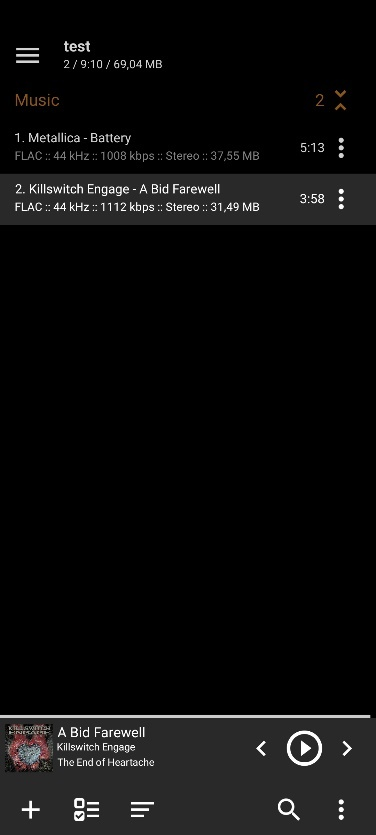 test
2 / 9:10 / 69,04 MB
Music 2
1. Metallica - Battery
5:13
FLAC :: 44 kHz :: 1008 kbps :: Stereo :: 37,55 MB
2. Killswitch Engage - A Bid Farewell
3:58
FLAC :: 44 kHz :: 1112 kbps :: Stereo :: 31,49 MB
KILLSWITCH
ENGAGE
A Bid Farewell
Killswitch Engage
The End of Heartache